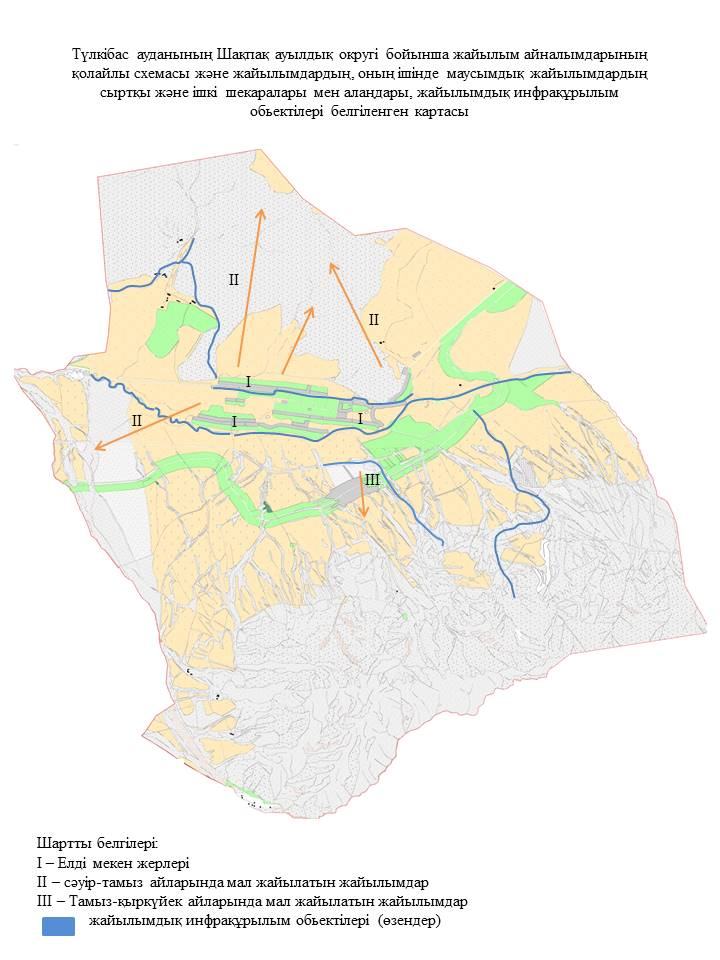 Түлкібас ауданының Шақпақ ауылдық округі бойынша жайылым айналымдарының
қолайлы схемасы және жайылымдардың, оның ішінде маусымдық жайылымдардың
сыртқы және ішкі шекаралары мен алаңдары, жайылымдық инфрақұрылым
объектілері белгіленген картасы
II
II
I
II
I
I
III
Шартты белгілері:
I – Елді мекен жерлері
II – сәуір-тамыз айларында мал жайылатын жайылымдар
III – Тамыз-қыркүйек айларында мал жайылатын жайылымдар
жайылымдық инфрақұрылым объектілері (өзендер)